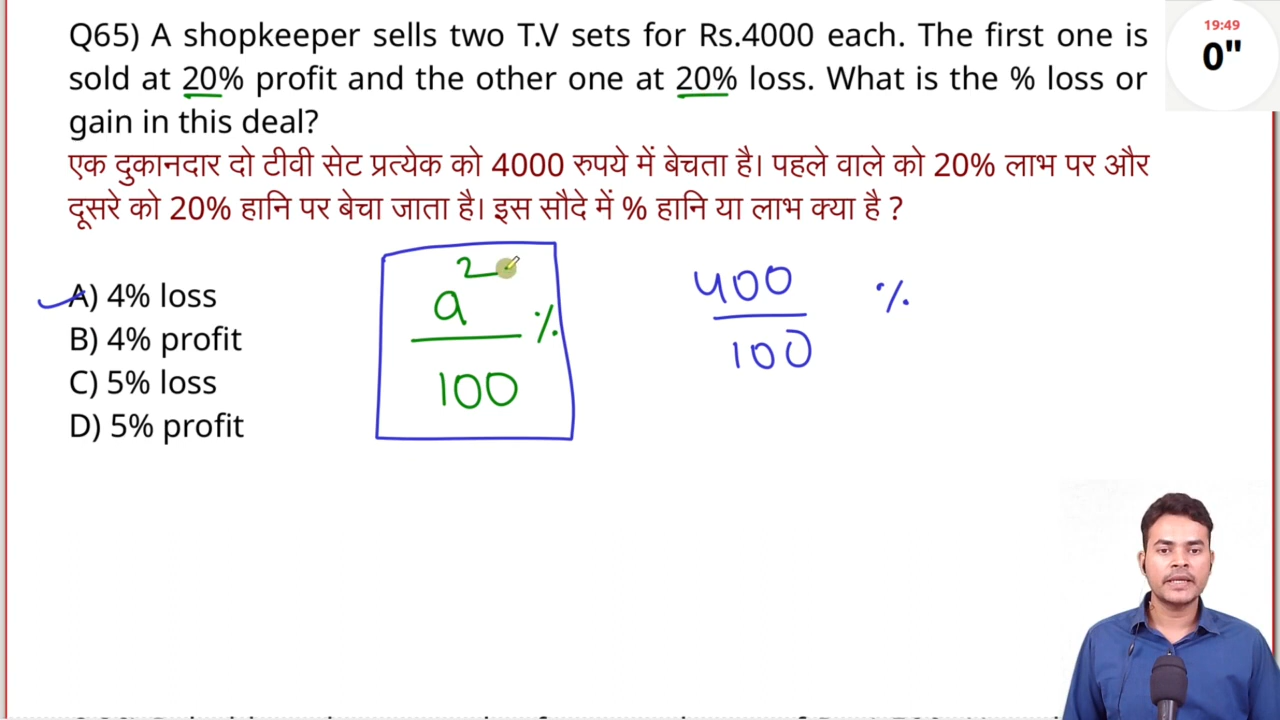 19:49
0"
Q65) A shopkeeper sells two T.V sets for Rs.4000 each. The first one is
sold at 20% profit and the other one at 20% loss. What is the % loss or
gain in this deal?
एक दुकानदार दो टीवी सेट प्रत्येक को 4000 रुपये में बेचता है। पहले वाले को 20% लाभ पर और
दूसरे को 20% हानि पर बेचा जाता है। इस सौदे में % हानि या लाभ क्या है ?
A) 4% loss
B) 4% profit
C) 5% loss
D) 5% profit
a²
%
100
400
%
100